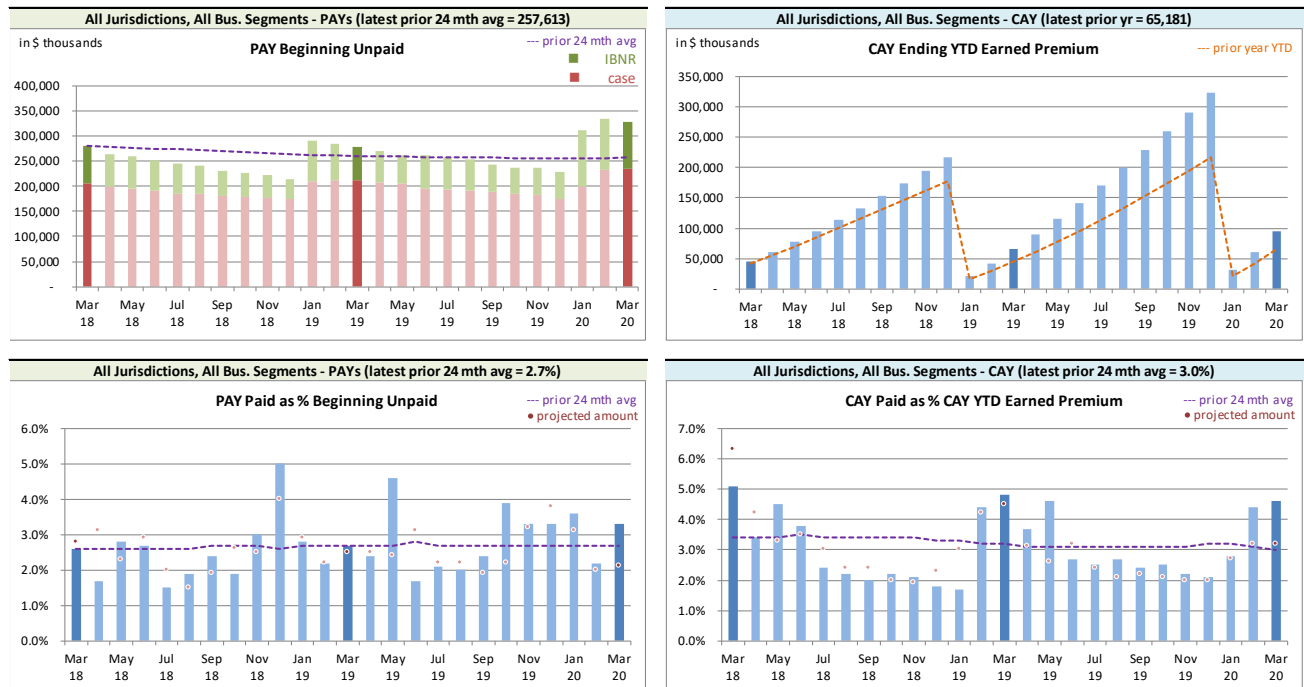 All Jurisdictions, All Bus. Segments - PAYs (latest prior 24 mth avg = 257,613)
in $ thousands
PAY Beginning Unpaid
--- prior 24 mth avg
IBNR
case
400,000
350,000
300,000
250,000
200,000
150,000
100,000
50,000
-
Mar May Jul Sep Nov Jan Mar May Jul Sep Nov Jan Mar
18 18 18 18 18 19 19 19 19 19 19 20 20
All Jurisdictions, All Bus. Segments - CAY (latest prior yr = 65,181)
in $ thousands
CAY Ending YTD Earned Premium
--- prior year YTD
350,000
300,000
250,000
200,000
150,000
100,000
50,000
-
Mar May Jul Sep Nov Jan Mar May Jul Sep Nov Jan Mar
18 18 18 18 18 19 19 19 19 19 19 20 20
All Jurisdictions, All Bus. Segments - PAYs (latest prior 24 mth avg = 2.7%)
PAY Paid as % Beginning Unpaid
--- prior 24 mth avg
• projected amount
6.0%
5.0%
4.0%
3.0%
2.0%
1.0%
0.0%
Mar May Jul Sep Nov Jan Mar May Jul Sep Nov Jan Mar
18 18 18 18 18 19 19 19 19 19 19 20 20
All Jurisdictions, All Bus. Segments - CAY (latest prior 24 mth avg = 3.0%)
CAY Paid as % CAY YTD Earned Premium
--- prior 24 mth avg
• projected amount
7.0%
6.0%
5.0%
4.0%
3.0%
2.0%
1.0%
0.0%
Mar May Jul Sep Nov Jan Mar May Jul Sep Nov Jan Mar
18 18 18 18 18 19 19 19 19 19 19 20 20